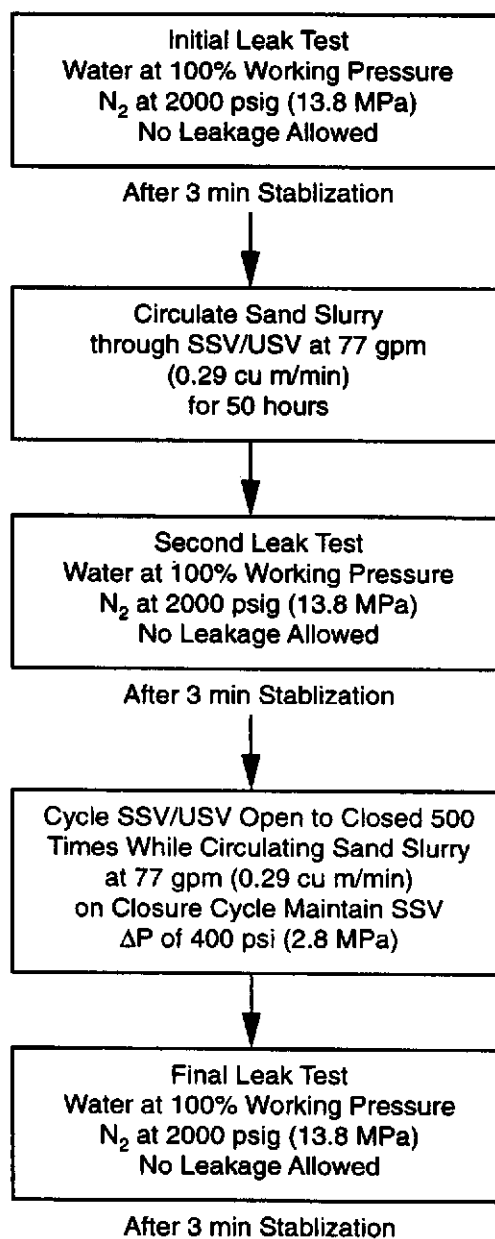 Initial Leak Test
Water at 100% Working Pressure
N₂ at 2000 psig (13.8 MPa)
No Leakage Allowed
After 3 min Stablization
Circulate Sand Slurry
through SSV/USV at 77 gpm
(0.29 cu m/min)
for 50 hours
Second Leak Test
Water at 100% Working Pressure
N₂ at 2000 psig (13.8 MPa)
No Leakage Allowed
After 3 min Stablization
Cycle SSV/USV Open to Closed 500
Times While Circulating Sand Slurry
at 77 gpm (0.29 cu m/min)
on Closure Cycle Maintain SSV
ΔP of 400 psi (2.8 MPa)
Final Leak Test
Water at 100% Working Pressure
N₂ at 2000 psig (13.8 MPa)
No Leakage Allowed
After 3 min Stablization